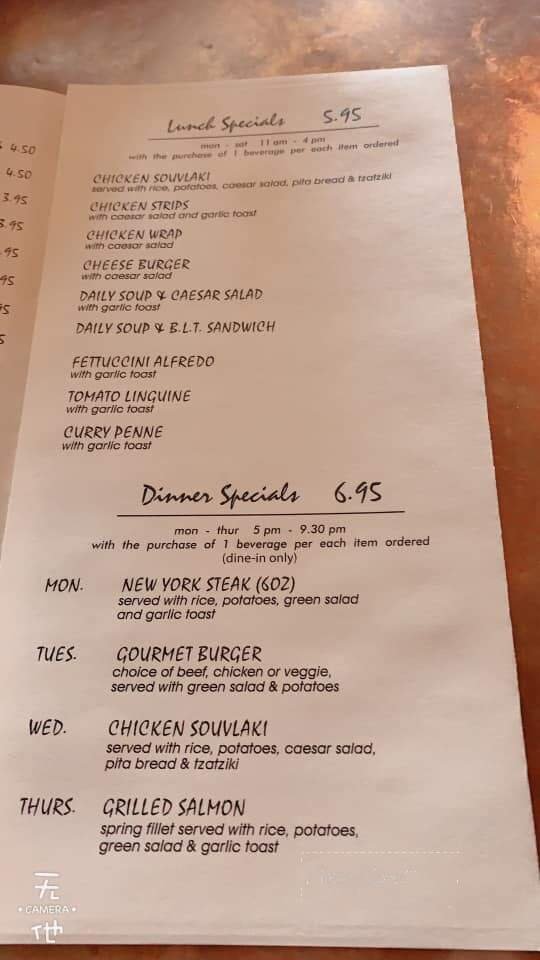 4.50
4.50
3.95
3.95
.95
95
95
5
Lunch Specials 5.95
mon - sat 11 am - 4 pm
with the purchase of 1 beverage per each item ordered
CHICKEN SOUVLAKI
served with rice, potatoes, caesar salad, pita bread & tzatziki
CHICKEN STRIPS
with caesar salad and garlic toast
CHICKEN WRAP
with caesar salad
CHEESE BURGER
with caesar salad
DAILY SOUP & CAESAR SALAD
with garlic toast
DAILY SOUP & B.L.T. SANDWICH
FETTUCCINI ALFREDO
with garlic toast
TOMATO LINGUINE
with garlic toast
CURRY PENNE
with garlic toast
Dinner Specials 6.95
mon - thur 5 pm - 9.30 pm
with the purchase of 1 beverage per each item ordered
(dine-in only)
MON. NEW YORK STEAK (6OZ)
served with rice, potatoes, green salad
and garlic toast
TUES. GOURMET BURGER
choice of beef, chicken or veggie,
served with green salad & potatoes
WED. CHICKEN SOUVLAKI
served with rice, potatoes, caesar salad,
pita bread & tzatziki
THURS. GRILLED SALMON
spring fillet served with rice, potatoes,
green salad & garlic toast
无
• CAMERA •
他